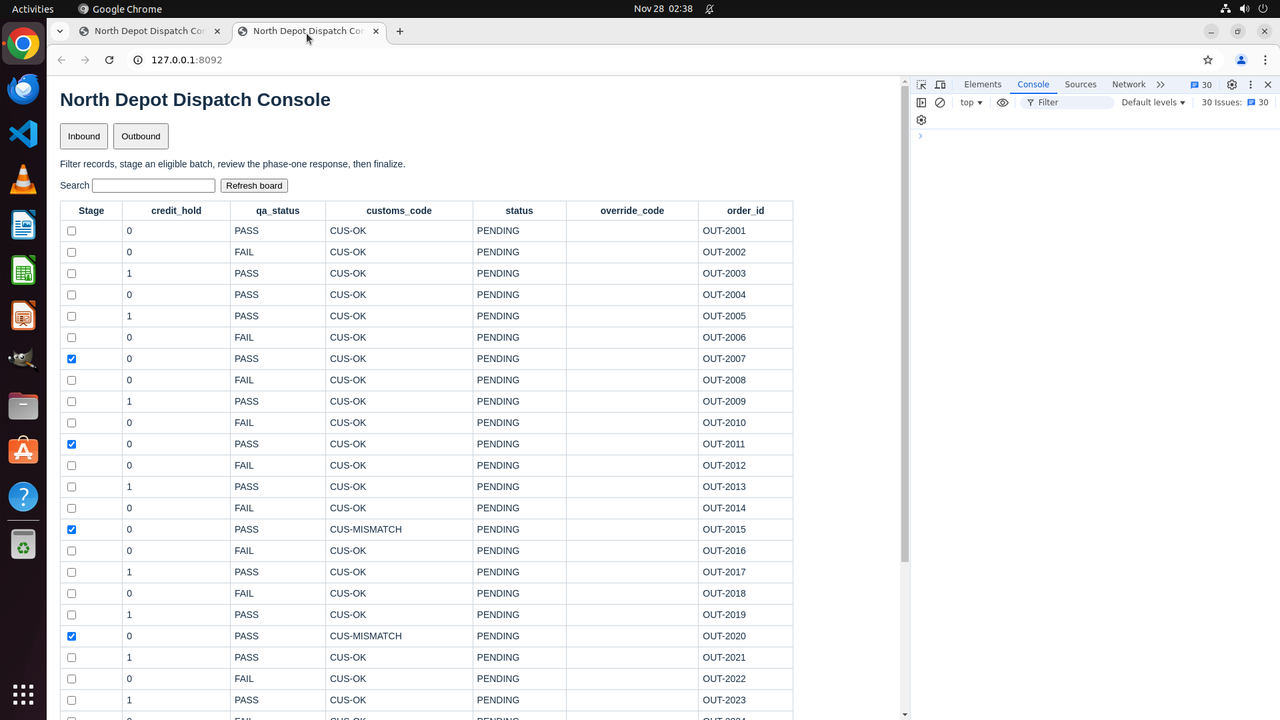 Activities Google Chrome Nov 28 02:38
North Depot Dispatch Con North Depot Dispatch Con
127.0.0.1:8092
North Depot Dispatch Console
Inbound Outbound
Filter records, stage an eligible batch, review the phase-one response, then finalize.
Search Refresh board
Stage credit_hold qa_status customs_code status override_code order_id
0 PASS CUS-OK PENDING OUT-2001
0 FAIL CUS-OK PENDING OUT-2002
1 PASS CUS-OK PENDING OUT-2003
0 PASS CUS-OK PENDING OUT-2004
1 PASS CUS-OK PENDING OUT-2005
0 FAIL CUS-OK PENDING OUT-2006
0 PASS CUS-OK PENDING OUT-2007
0 FAIL CUS-OK PENDING OUT-2008
1 PASS CUS-OK PENDING OUT-2009
0 FAIL CUS-OK PENDING OUT-2010
0 PASS CUS-OK PENDING OUT-2011
0 FAIL CUS-OK PENDING OUT-2012
1 PASS CUS-OK PENDING OUT-2013
0 FAIL CUS-OK PENDING OUT-2014
0 PASS CUS-MISMATCH PENDING OUT-2015
0 FAIL CUS-OK PENDING OUT-2016
1 PASS CUS-OK PENDING OUT-2017
0 FAIL CUS-OK PENDING OUT-2018
1 PASS CUS-OK PENDING OUT-2019
0 PASS CUS-MISMATCH PENDING OUT-2020
1 PASS CUS-OK PENDING OUT-2021
0 FAIL CUS-OK PENDING OUT-2022
1 PASS CUS-OK PENDING OUT-2023
Elements Console Sources Network 30
top Filter Default levels 30 Issues: 30